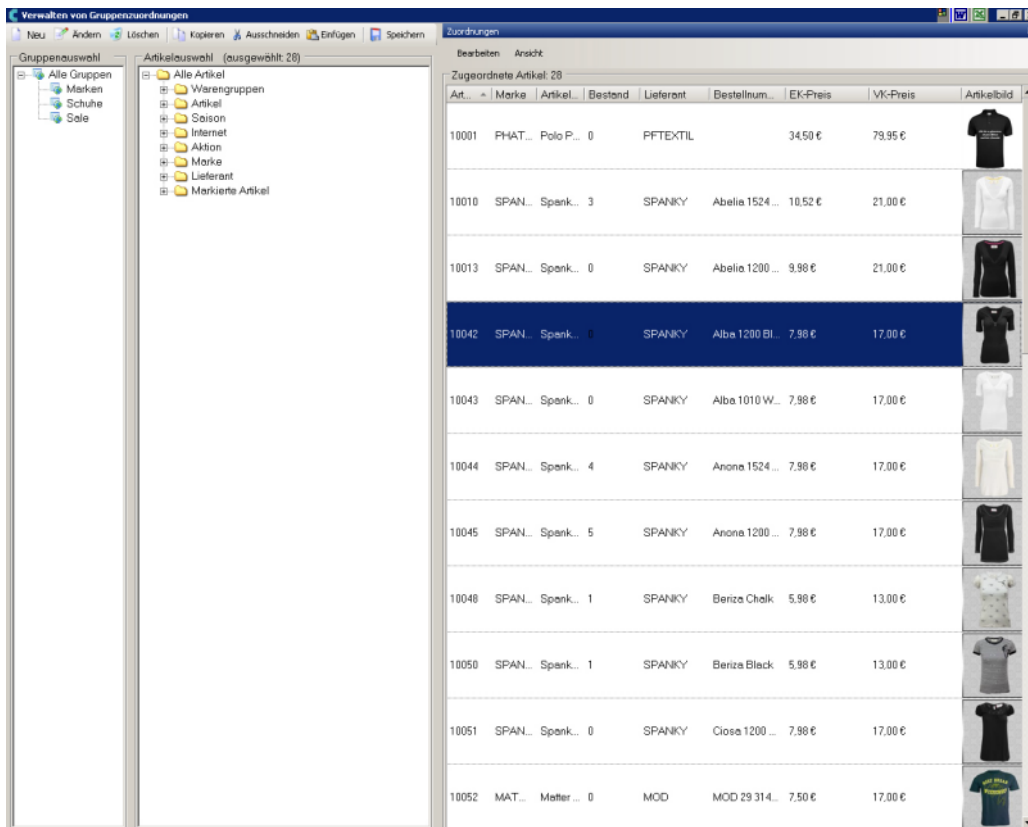 Verwalten von Gruppenzuordnungen
Neu Ändern Löschen Kopieren Ausschneiden Einfügen Speichern
Gruppenauswahl
Alle Gruppen
Marken
Schuhe
Sale
Artikelauswahl (ausgewählt: 28)
Alle Artikel
Warengruppen
Artikel
Saison
Internet
Aktion
Marke
Lieferant
Markierte Artikel
Zuordnungen
Bearbeiten Ansicht
Zugeordnete Artikel: 28
Art... Marke Artikel... Bestand Lieferant Bestellnum... EK-Preis VK-Preis Artikelbild
10001 PHAT... Polo P... 0 PFTEXTIL 34,50 € 79,95 €
10010 SPAN... Spank... 3 SPANKY Abelia 1524 ... 10,52 € 21,00 €
10013 SPAN... Spank... 0 SPANKY Abelia 1200 ... 9,98 € 21,00 €
10042 SPAN... Spank... 0 SPANKY Alba 1200 Bl... 7,98 € 17,00 €
10043 SPAN... Spank... 0 SPANKY Alba 1010 W... 7,98 € 17,00 €
10044 SPAN... Spank... 4 SPANKY Anona 1524 ... 7,98 € 17,00 €
10045 SPAN... Spank... 5 SPANKY Anona 1200 ... 7,98 € 17,00 €
10048 SPAN... Spank... 1 SPANKY Beriza Chalk 5,98 € 13,00 €
10050 SPAN... Spank... 1 SPANKY Beriza Black 5,98 € 13,00 €
10051 SPAN... Spank... 0 SPANKY Ciosa 1200 ... 7,98 € 17,00 €
10052 MAT... Matter ... 0 MOD MOD 29 314... 7,50 € 17,00 €